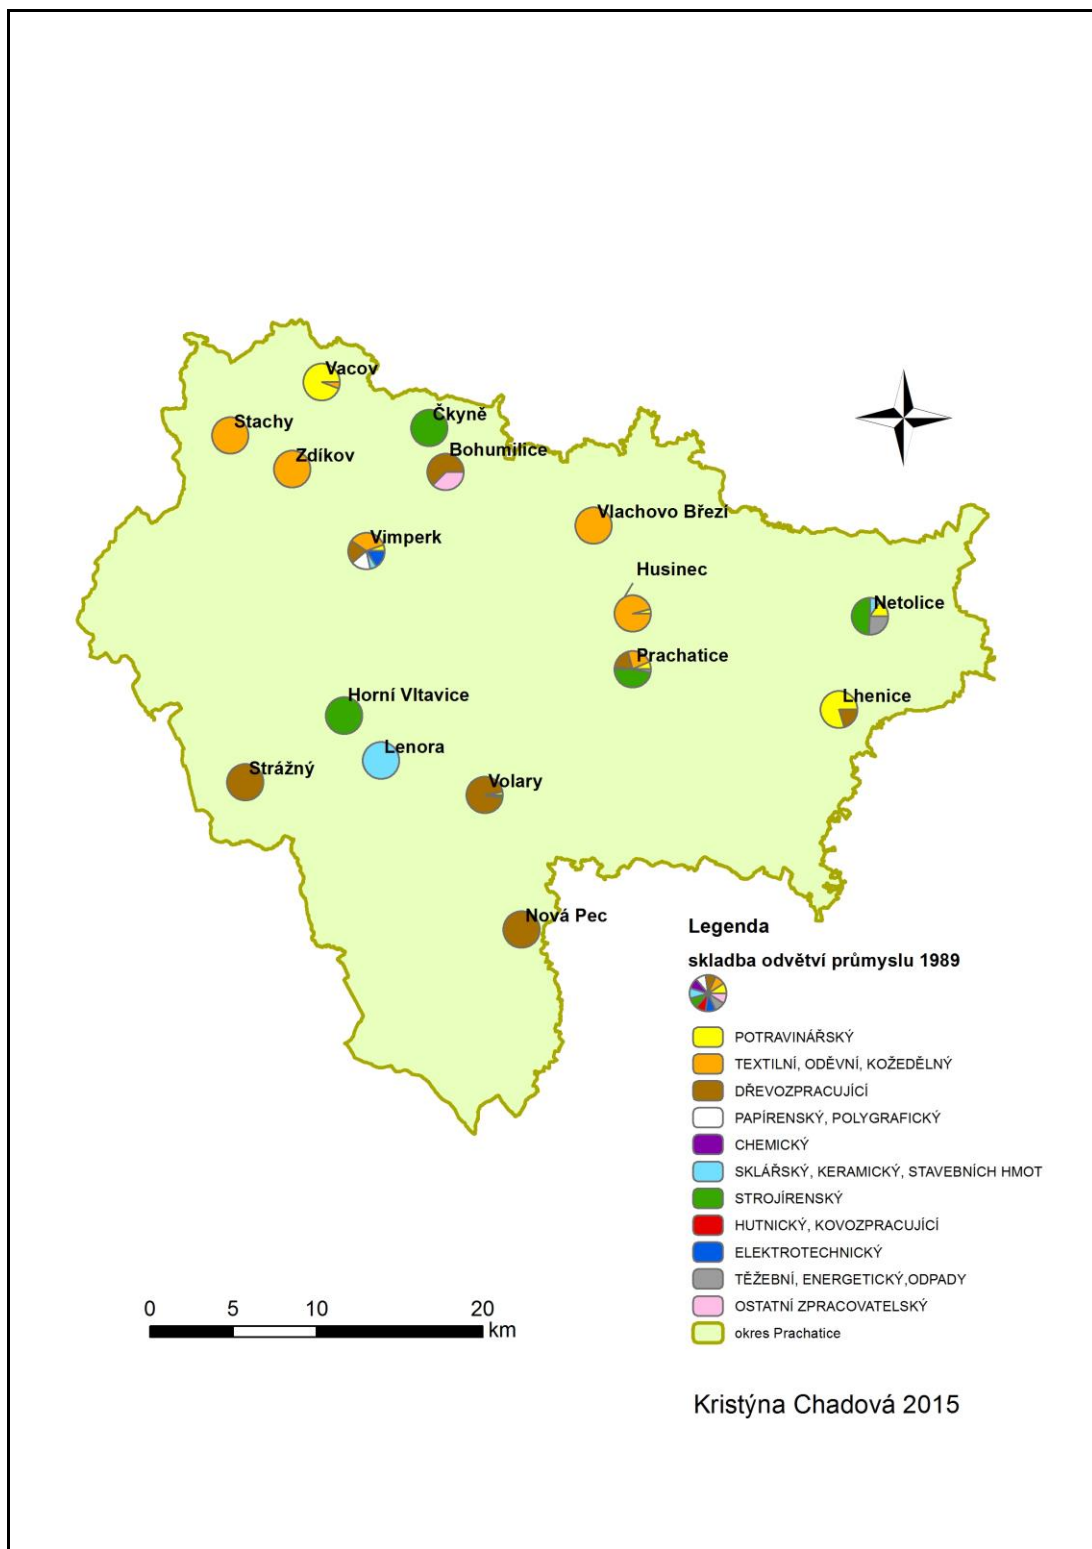 Vacov
Stachy
Čkyně
Zdíkov
Bohumilice
Vlachovo Březí
Vimperk
Husinec
Netolice
Prachatice
Horní Vltavice
Lhenice
Lenora
Strážný
Volary
Nová Pec
Legenda
skladba odvětví průmyslu 1989
POTRAVINÁŘSKÝ
TEXTILNÍ, ODĚVNÍ, KOŽEDĚLNÝ
DŘEVOZPRACUJÍCÍ
PAPÍRENSKÝ, POLYGRAFICKÝ
CHEMICKÝ
SKLÁŘSKÝ, KERAMICKÝ, STAVEBNÍCH HMOT
STROJÍRENSKÝ
HUTNICKÝ, KOVOZPRACUJÍCÍ
ELEKTROTECHNICKÝ
TĚŽEBNÍ, ENERGETICKÝ,ODPADY
OSTATNÍ ZPRACOVATELSKÝ
okres Prachatice
0 5 10 20
km
Kristýna Chadová 2015